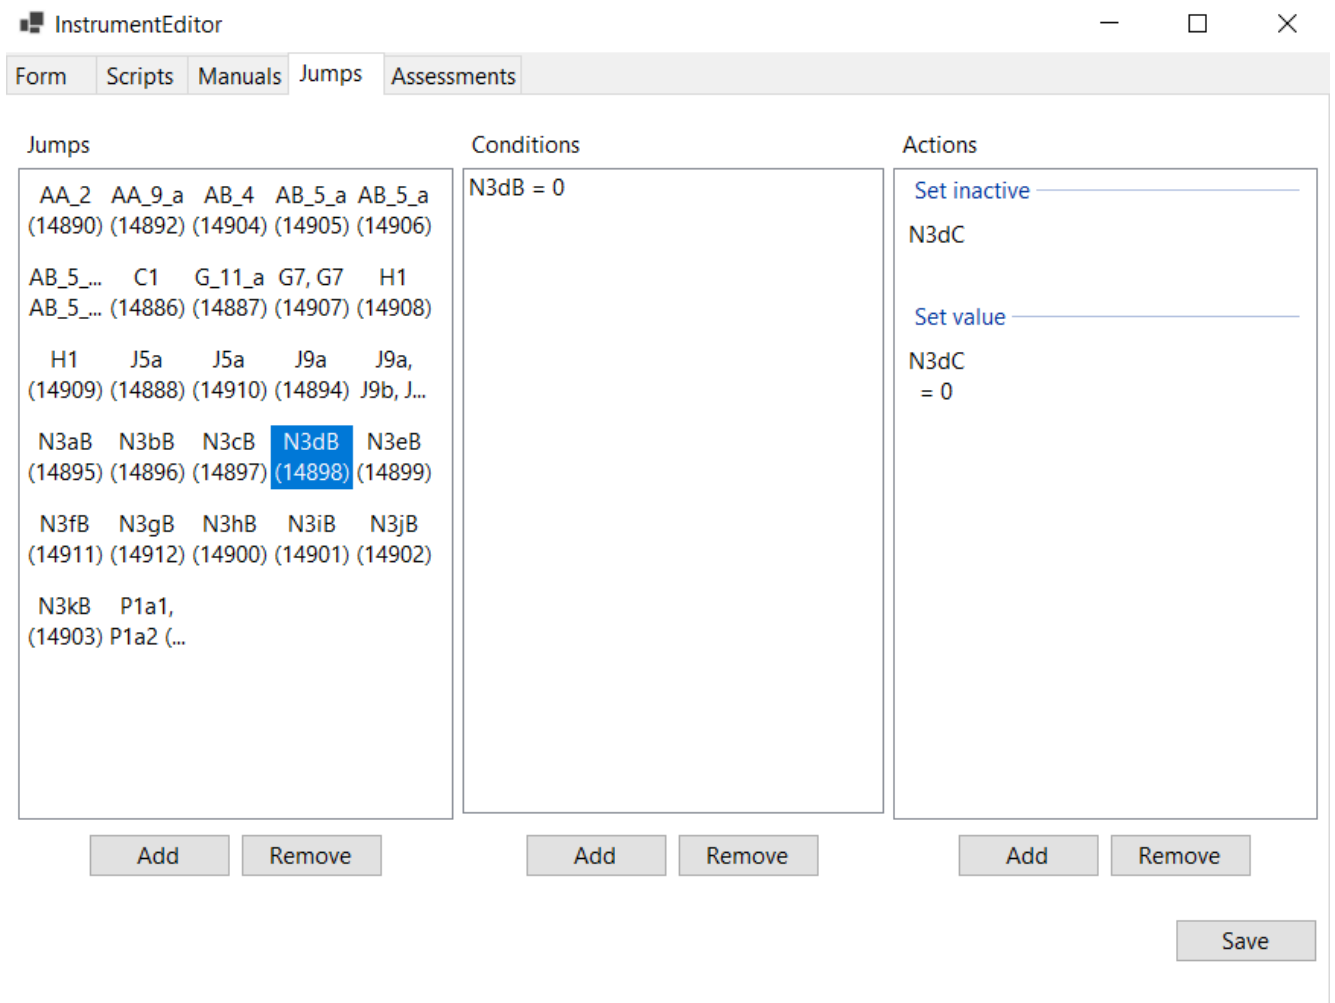 InstrumentEditor
Form Scripts Manuals Jumps Assessments
Jumps Conditions Actions
AA_2 AA_9_a AB_4 AB_5_a AB_5_a
(14890) (14892) (14904) (14905) (14906)
AB_5_... C1 G_11_a G7, G7 H1
AB_5_... (14886) (14887) (14907) (14908)
H1 J5a J5a J9a J9a,
(14909) (14888) (14910) (14894) J9b, J...
N3aB N3bB N3cB N3dB N3eB
(14895) (14896) (14897) (14898) (14899)
N3fB N3gB N3hB N3iB N3jB
(14911) (14912) (14900) (14901) (14902)
N3kB P1a1,
(14903) P1a2 (...
N3dB = 0
Set inactive
N3dC
Set value
N3dC
= 0
Add Remove Add Remove Add Remove
Save